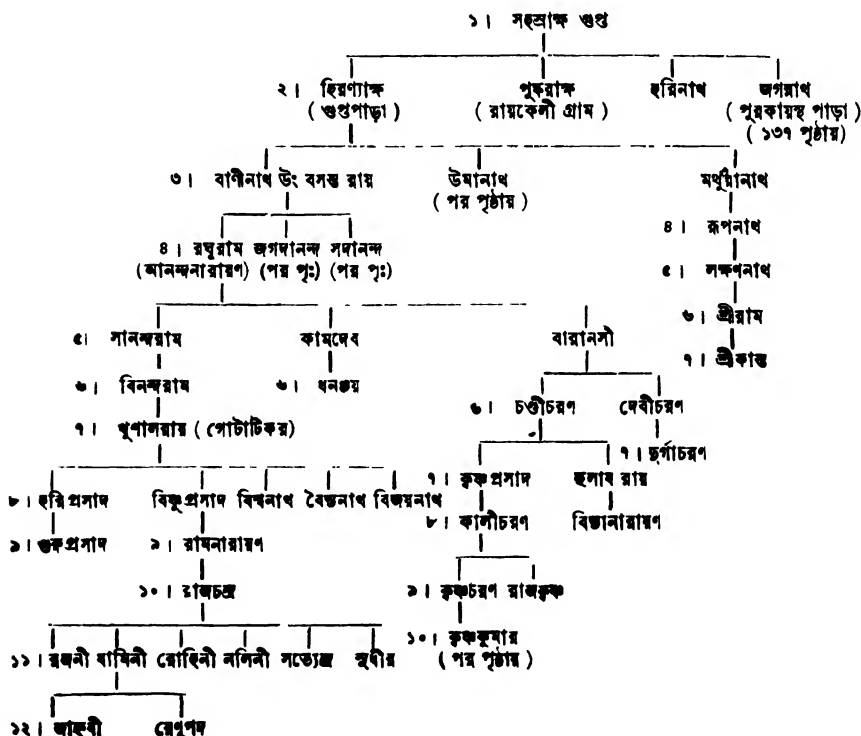 ১। সহস্রাক্ষ গুপ্ত
২। হিরণ্যাক্ষ পুষ্করাক্ষ হরিনাথ জগন্নাথ
( গুপ্তপাড়া ) ( রায়কেলী গ্রাম ) ( পুরকায়স্থ পাড়া )
( ১৩৭ পৃষ্ঠায়)
৩। বাণীনাথ উং বসন্ত রায় উমানাথ মথুরানাথ
( পর পৃষ্ঠায় )
৪। রূপনাথ
৪। রঘুরাম জগদানন্দ সদানন্দ
(আনন্দনারায়ণ) (পর পৃঃ) (পর পৃঃ)
৫। লক্ষণনাথ
৬। শ্রীরাম
৫। সানন্দরাম কামদেব বারানসী
৭। শ্রীকান্ত
৬। বিনন্দরাম ৬। ধনঞ্জয়
৬। চণ্ডীচরণ দেবীচরণ
৭। খুশালরায় ( গোটাটিকর )
৭। দুর্গাচরণ
৭। কৃষ্ণপ্রসাদ হুলাষ রায়
৮। হরিপ্রসাদ বিষ্ণুপ্রসাদ বিশ্বনাথ বৈদ্যনাথ বিজয়নাথ
৮। কালীচরণ বিদ্যানারায়ণ
৯। গুরুপ্রসাদ ৯। রামনারায়ণ
১০। রাজচন্দ্র
৯। কৃষ্ণচরণ রাজকৃষ্ণ
১০। কৃষ্ণকুমার
( পর পৃষ্ঠায় )
১১। রজনী যামিনী রোহিনী নলিনী সত্যেন্দ্র সুধীর
১২। জাহ্নবী রেণুপদ